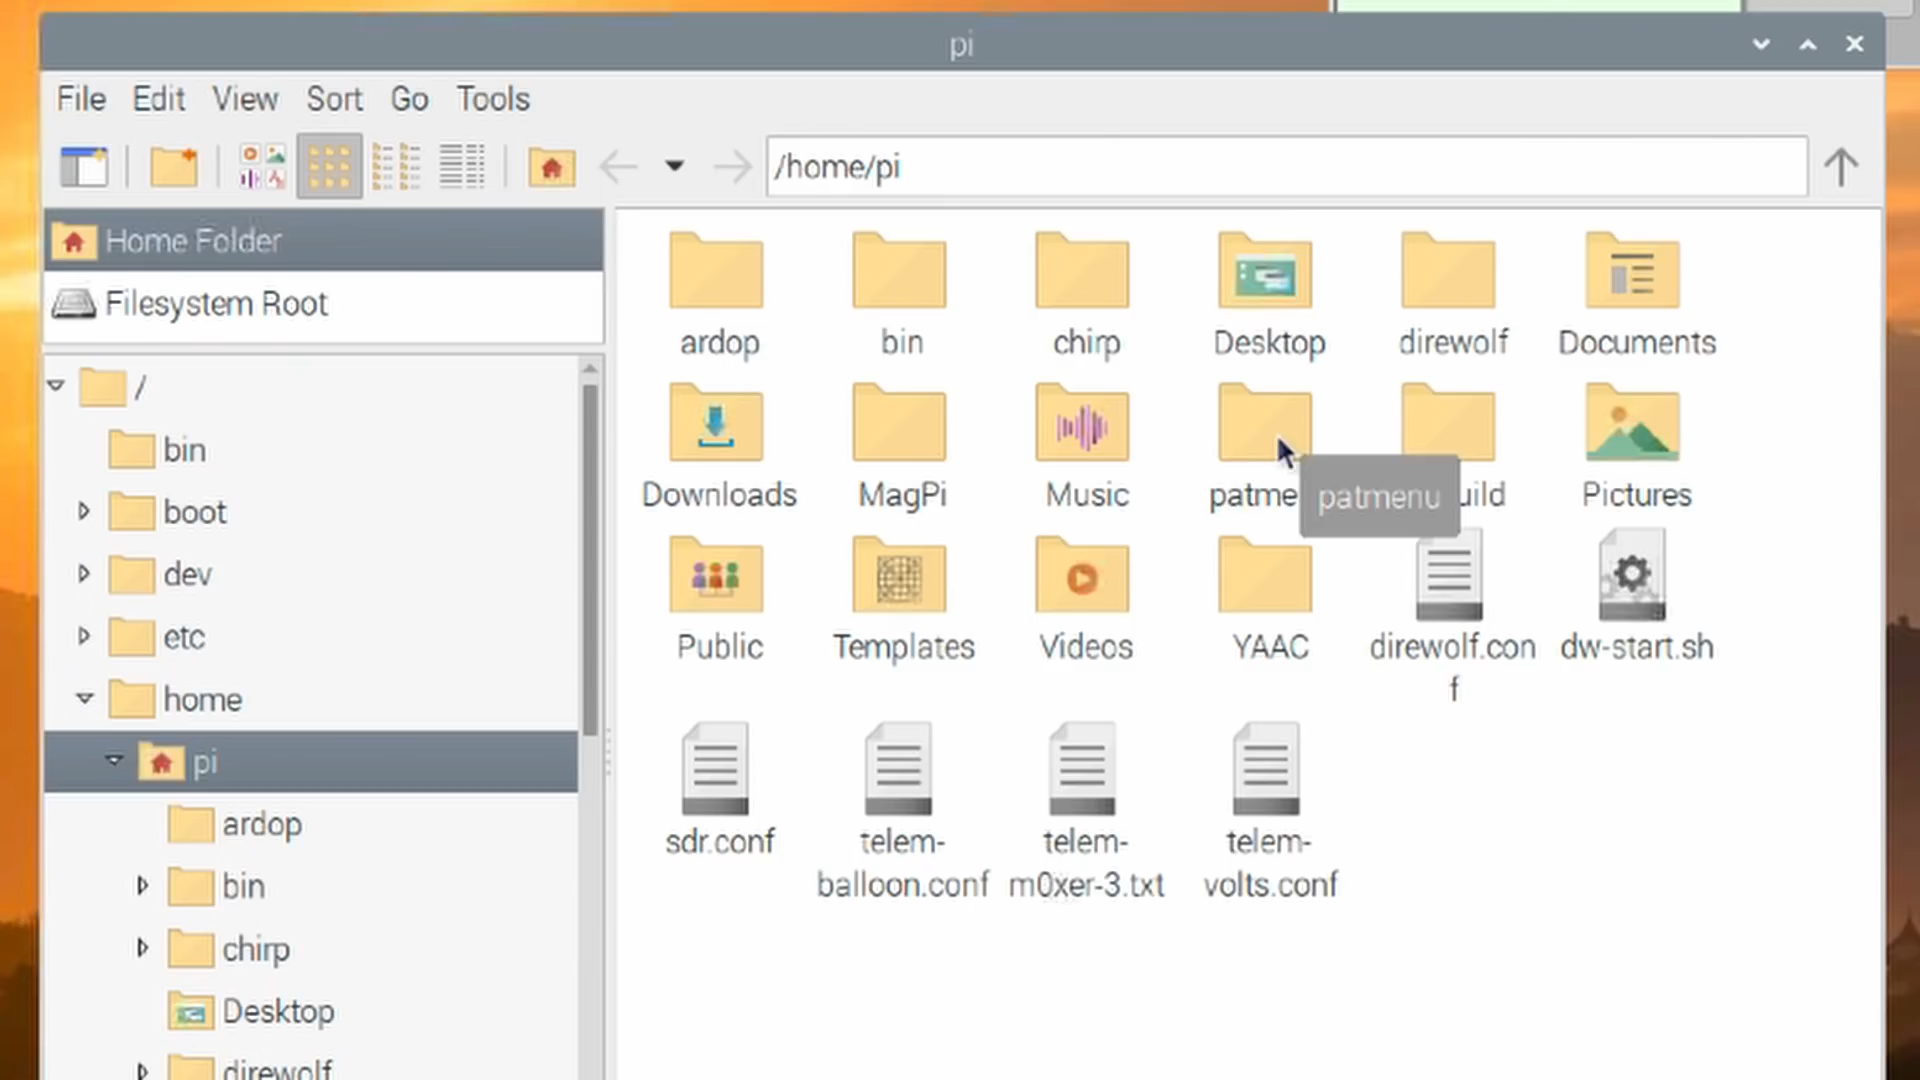 pi
File Edit View Sort Go Tools
/home/pi
Home Folder
Filesystem Root
/
bin
boot
dev
etc
home
pi
ardop
bin
chirp
Desktop
direwolf
ardop bin chirp Desktop direwolf Documents
Downloads MagPi Music patme uild Pictures
patmenu
Public Templates Videos YAAC direwolf.con dw-start.sh
f
sdr.conf telem- telem- telem-
balloon.conf m0xer-3.txt volts.conf